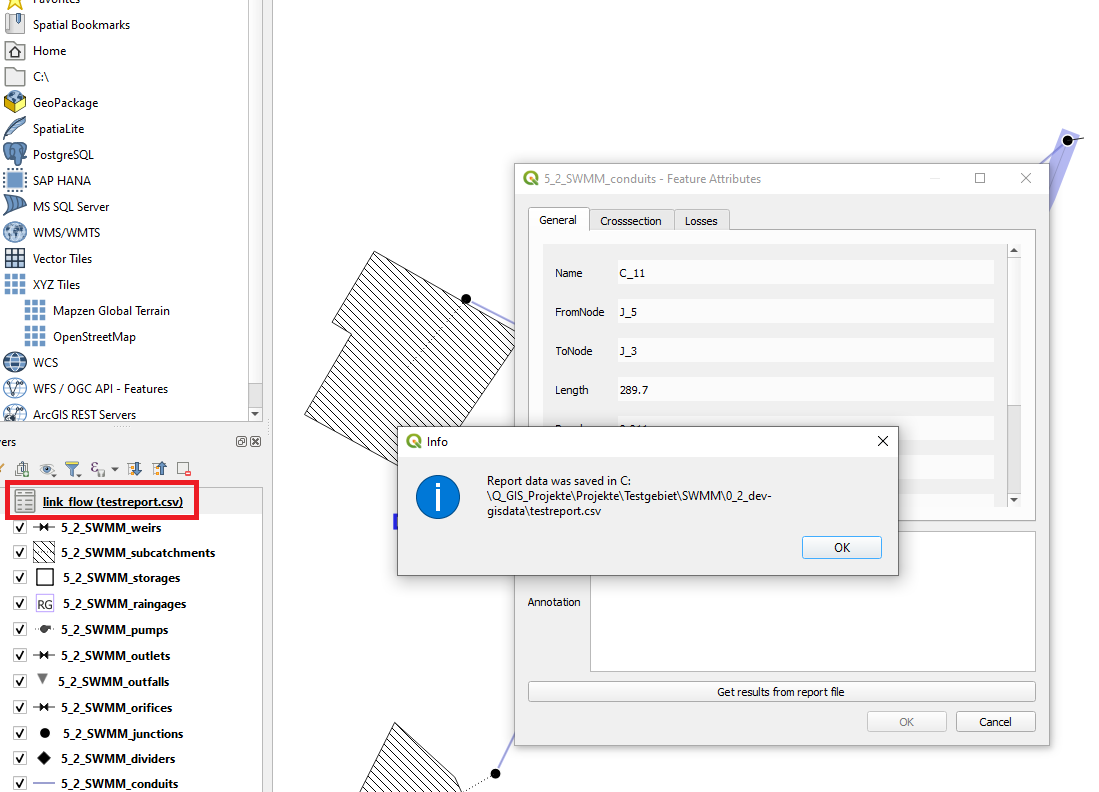 Favorites
Spatial Bookmarks
Home
C:\
GeoPackage
SpatiaLite
PostgreSQL
SAP HANA
MS SQL Server
WMS/WMTS
Vector Tiles
XYZ Tiles
Mapzen Global Terrain
OpenStreetMap
WCS
WFS / OGC API - Features
ArcGIS REST Servers
ers
link_flow (testreport.csv)
5_2_SWMM_weirs
5_2_SWMM_subcatchments
5_2_SWMM_storages
RG 5_2_SWMM_raingages
5_2_SWMM_pumps
5_2_SWMM_outlets
5_2_SWMM_outfalls
5_2_SWMM_orifices
5_2_SWMM_junctions
5_2_SWMM_dividers
5_2_SWMM_conduits
5_2_SWMM_conduits - Feature Attributes
General Crosssection Losses
Name C_11
FromNode J_5
ToNode J_3
Length 289.7
Info
Report data was saved in C:
\Q_GIS_Projekte\Projekte\Testgebiet\SWMM\0_2_dev-
gisdata\testreport.csv
OK
Annotation
Get results from report file
OK Cancel